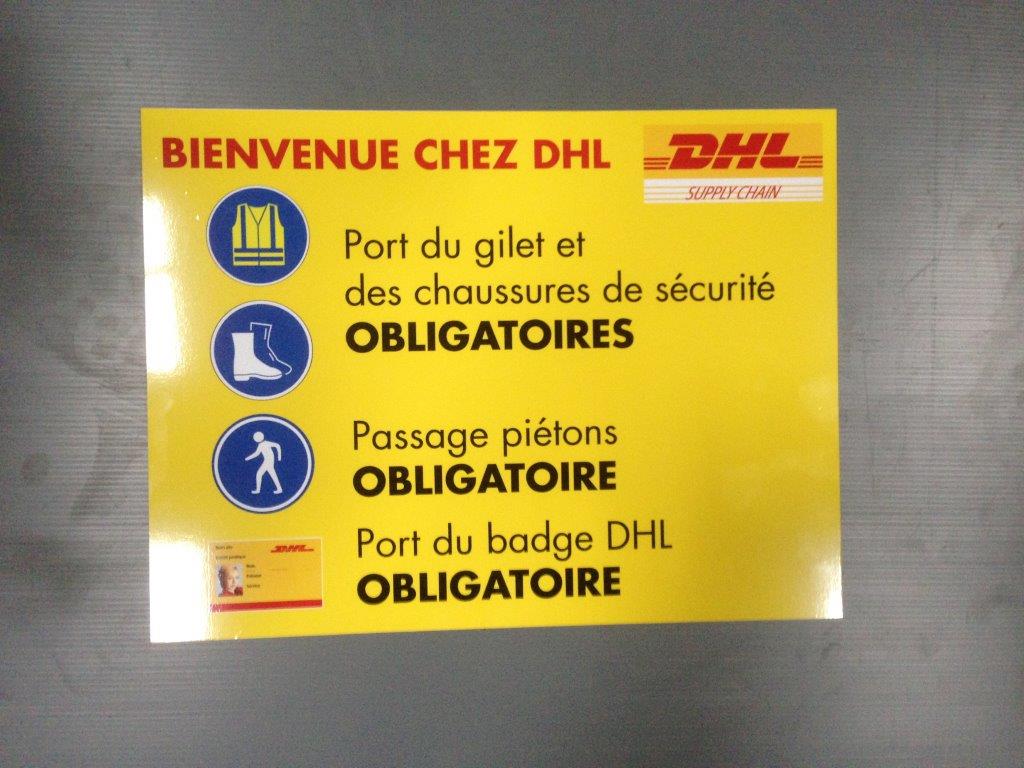 BIENVENUE CHEZ DHL
DHL
SUPPLY CHAIN
Port du gilet et
des chaussures de sécurité
OBLIGATOIRES
Passage piétons
OBLIGATOIRE
Port du badge DHL
OBLIGATOIRE
DHL